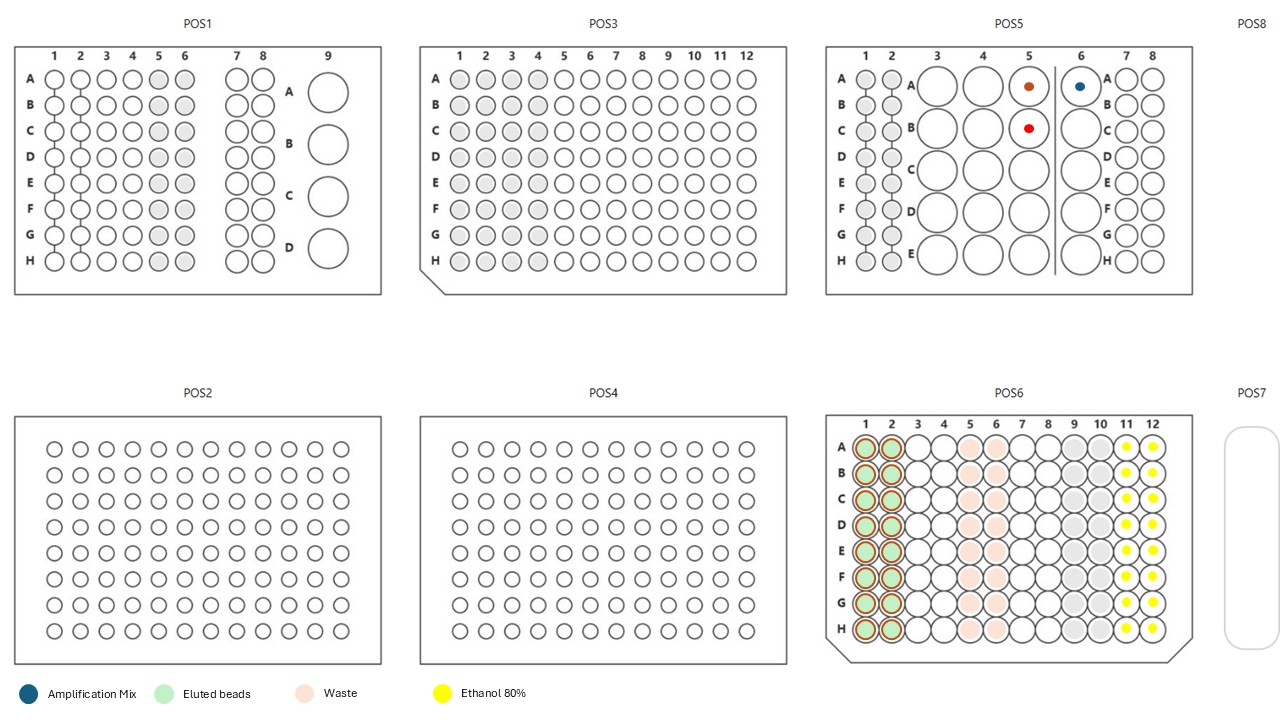 POS1 POS3 POS5 POS8
1 2 3 4 5 6 7 8 9
A
B
C
D
E
F
G
H
A
B
C
D
1 2 3 4 5 6 7 8 9 10 11 12
A
B
C
D
E
F
G
H
1 2 3 4 5 6 7 8
A
B
C
D
E
F
G
H
A
B
C
D
E
A
B
C
D
E
F
G
H
POS2 POS4 POS6 POS7
1 2 3 4 5 6 7 8 9 10 11 12
A
B
C
D
E
F
G
H
Amplification Mix Eluted beads Waste Ethanol 80%